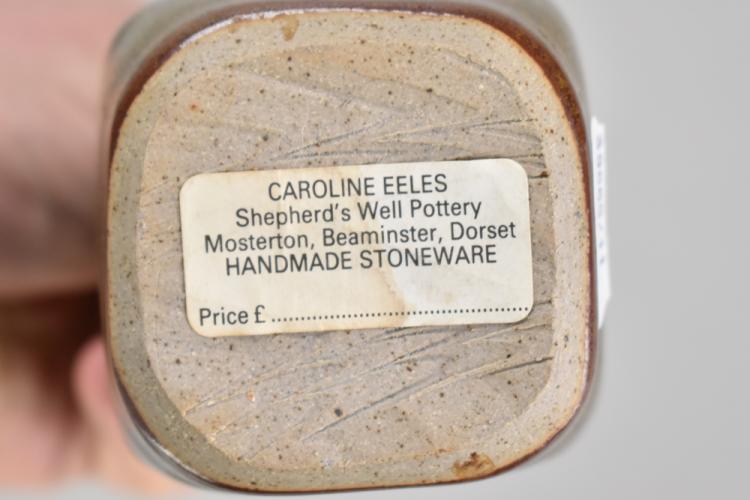 CAROLINE EELES
Shepherd's Well Pottery
Mosterton, Beaminster, Dorset
HANDMADE STONEWARE
Price £ ............................................